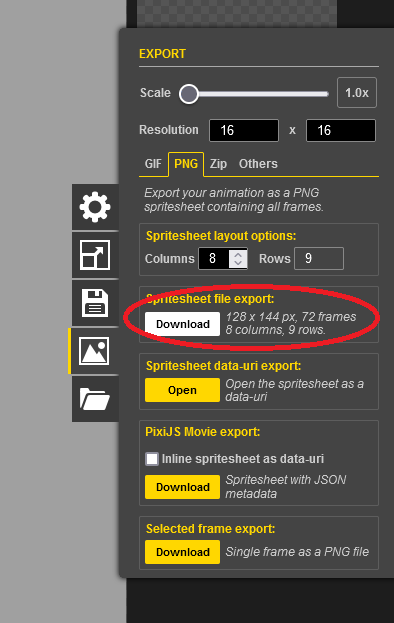 EXPORT
Scale 1.0x
Resolution 16 x 16
GIF PNG Zip Others
Export your animation as a PNG
spritesheet containing all frames.
Spritesheet layout options:
Columns 8 Rows 9
Spritesheet file export:
Download 128 x 144 px, 72 frames
8 columns, 9 rows.
Spritesheet data-uri export:
Open Open the spritesheet as a
data-uri
PixiJS Movie export:
Inline spritesheet as data-uri
Download Spritesheet with JSON
metadata
Selected frame export:
Download Single frame as a PNG file